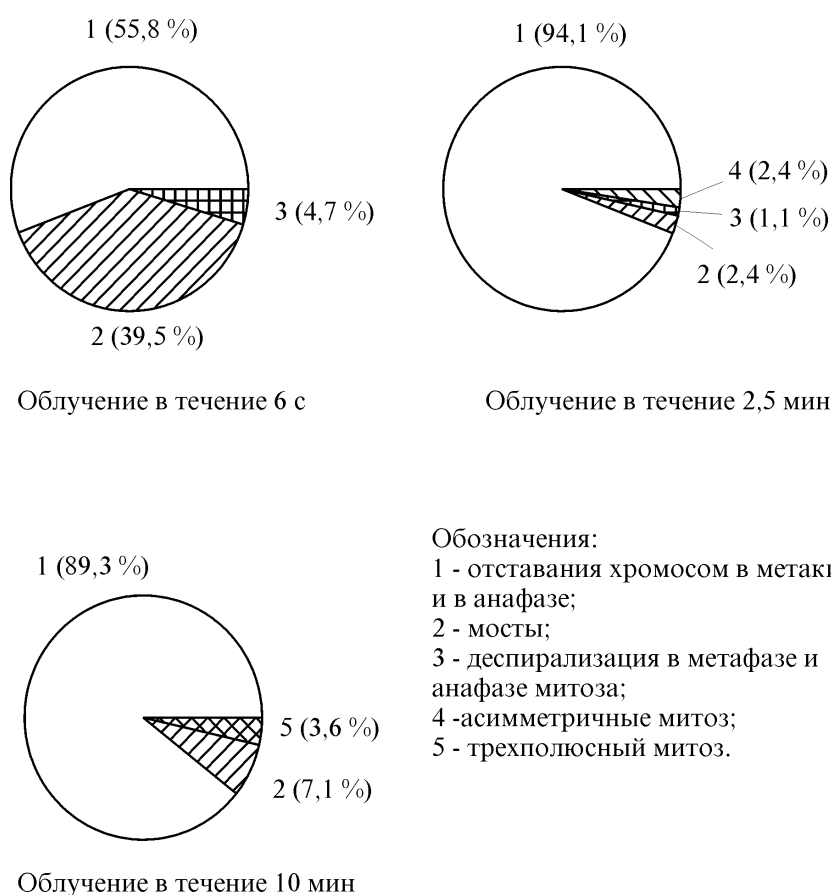 1 (55,8 %)
3 (4,7 %)
2 (39,5 %)
Облучение в течение 6 с
1 (94,1 %)
4 (2,4 %)
3 (1,1 %)
2 (2,4 %)
Облучение в течение 2,5 мин
1 (89,3 %)
5 (3,6 %)
2 (7,1 %)
Облучение в течение 10 мин
Обозначения:
1 - отставания хромосом в
и в анафазе;
2 - мосты;
3 - деспирализация в метафазе и
анафазе митоза;
4 -асимметричные митоз;
5 - трехполюсный митоз.